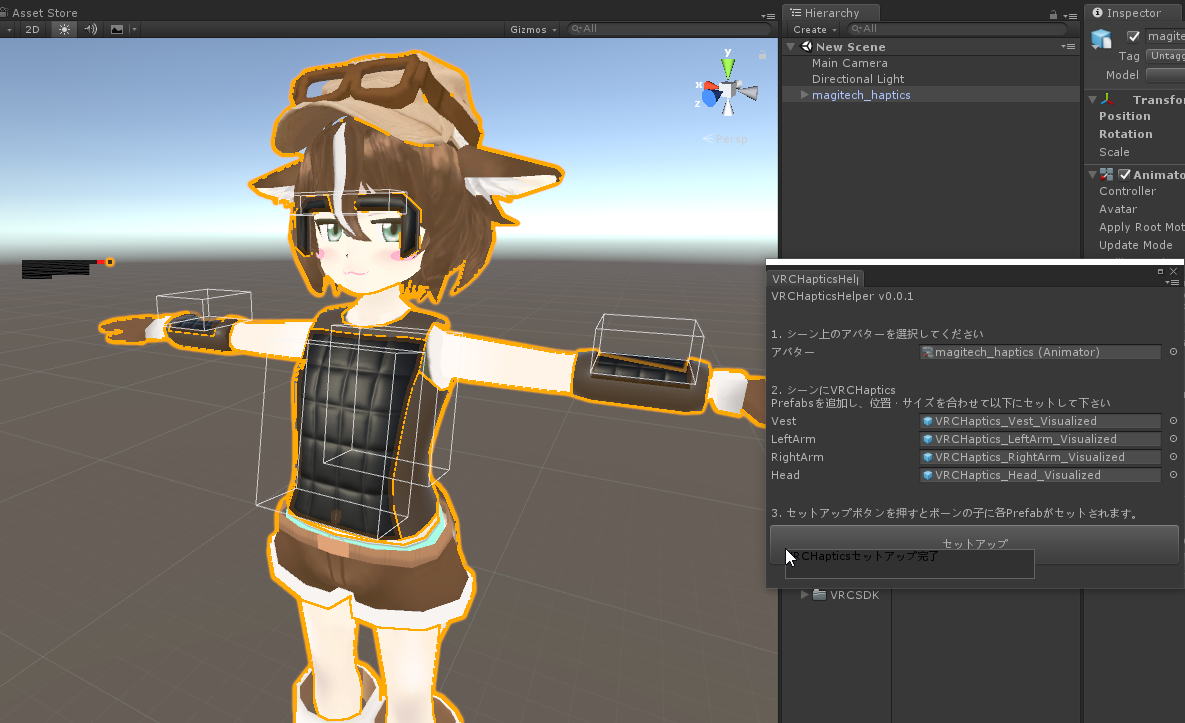 Asset Store
2D
Gizmos
All
Hierarchy
Create
All
New Scene
Main Camera
Directional Light
magitech_haptics
Inspector
Tag
Model
Position
Rotation
Scale
Controller
Avatar
Update Mode
y
x
z
Persp
VRCHapticsHelper v0.0.1
1. シーン上のアバターを選択してください
アバター magitech_haptics (Animator)
2. シーンにVRCHaptics
Prefabsを追加し、位置・サイズを合わせて以下にセットして下さい
Vest VRCHaptics_Vest_Visualized
LeftArm VRCHaptics_LeftArm_Visualized
RightArm VRCHaptics_RightArm_Visualized
Head VRCHaptics_Head_Visualized
3. セットアップボタンを押すとボーンの子に各Prefabがセットされます。
セットアップ
VRCHapticsセットアップ完了
VRCSDK